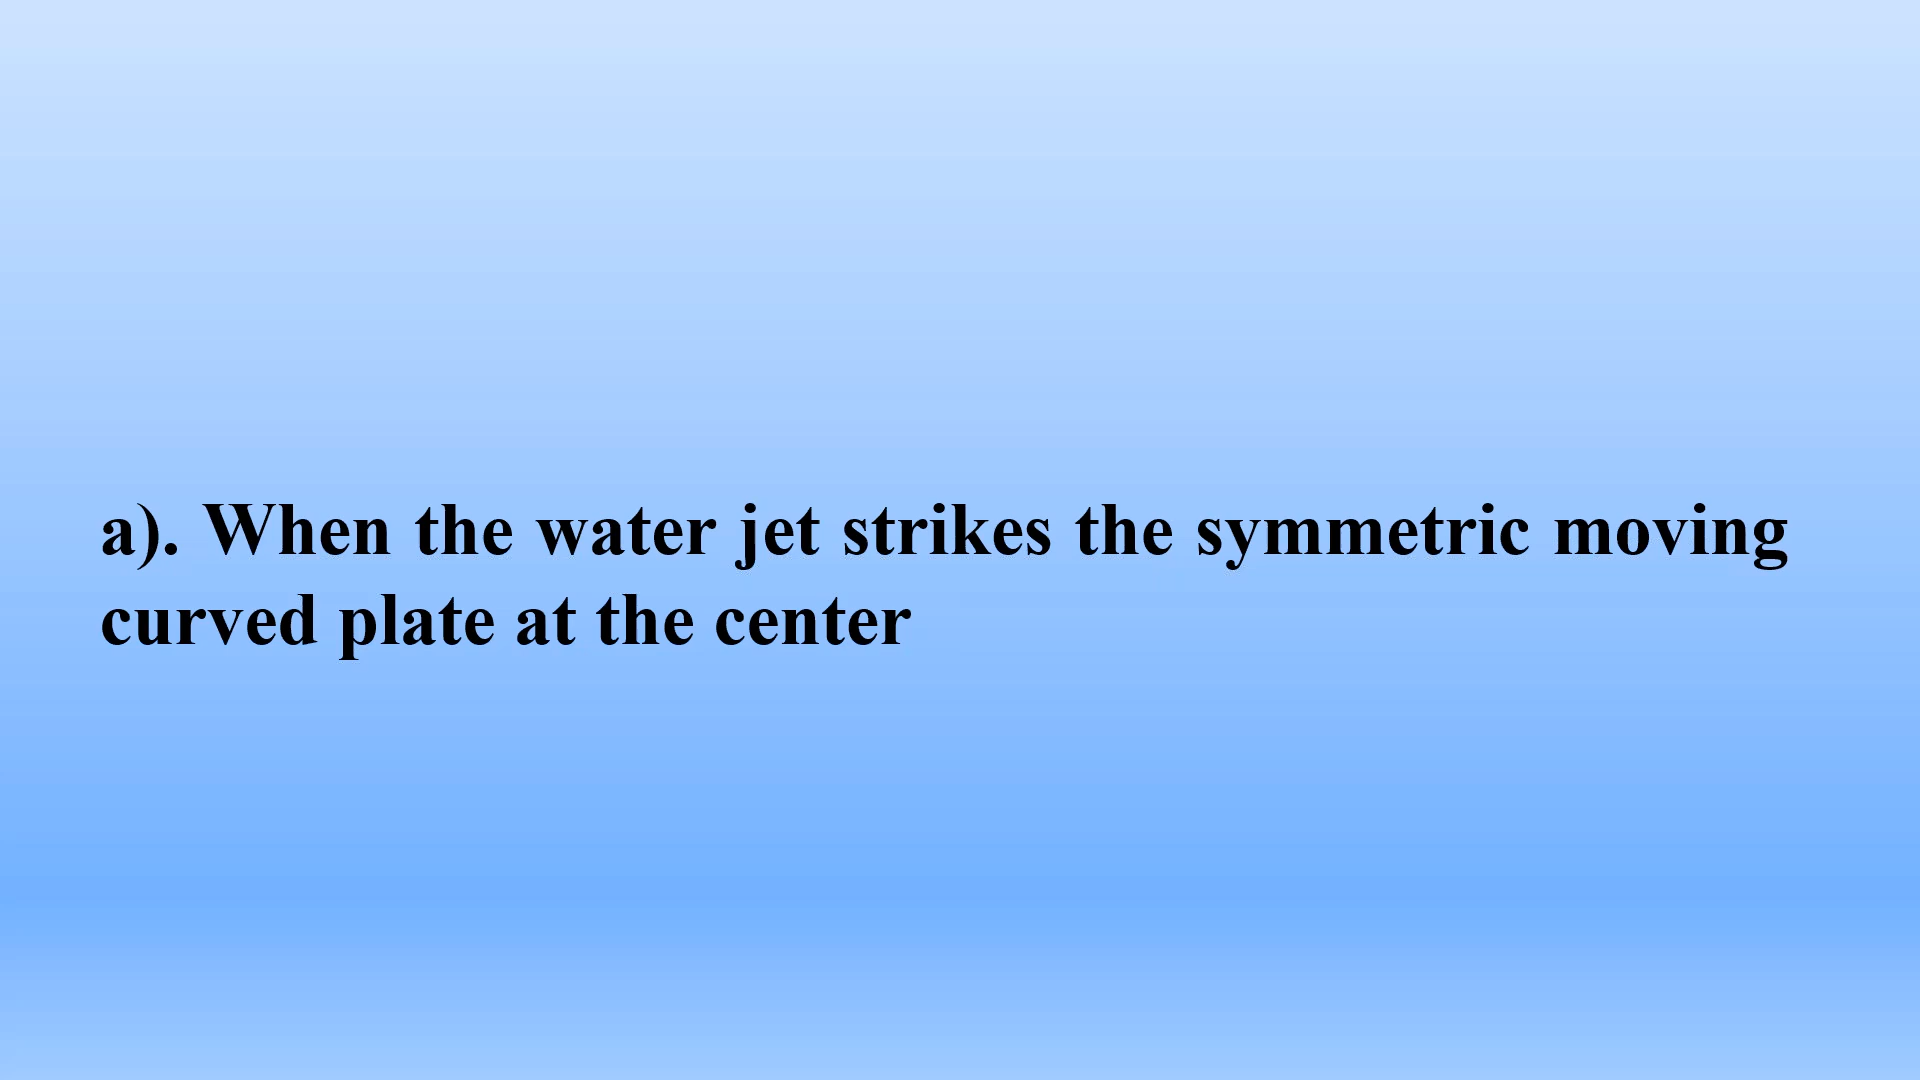 a). When the water jet strikes the symmetric moving
curved plate at the center